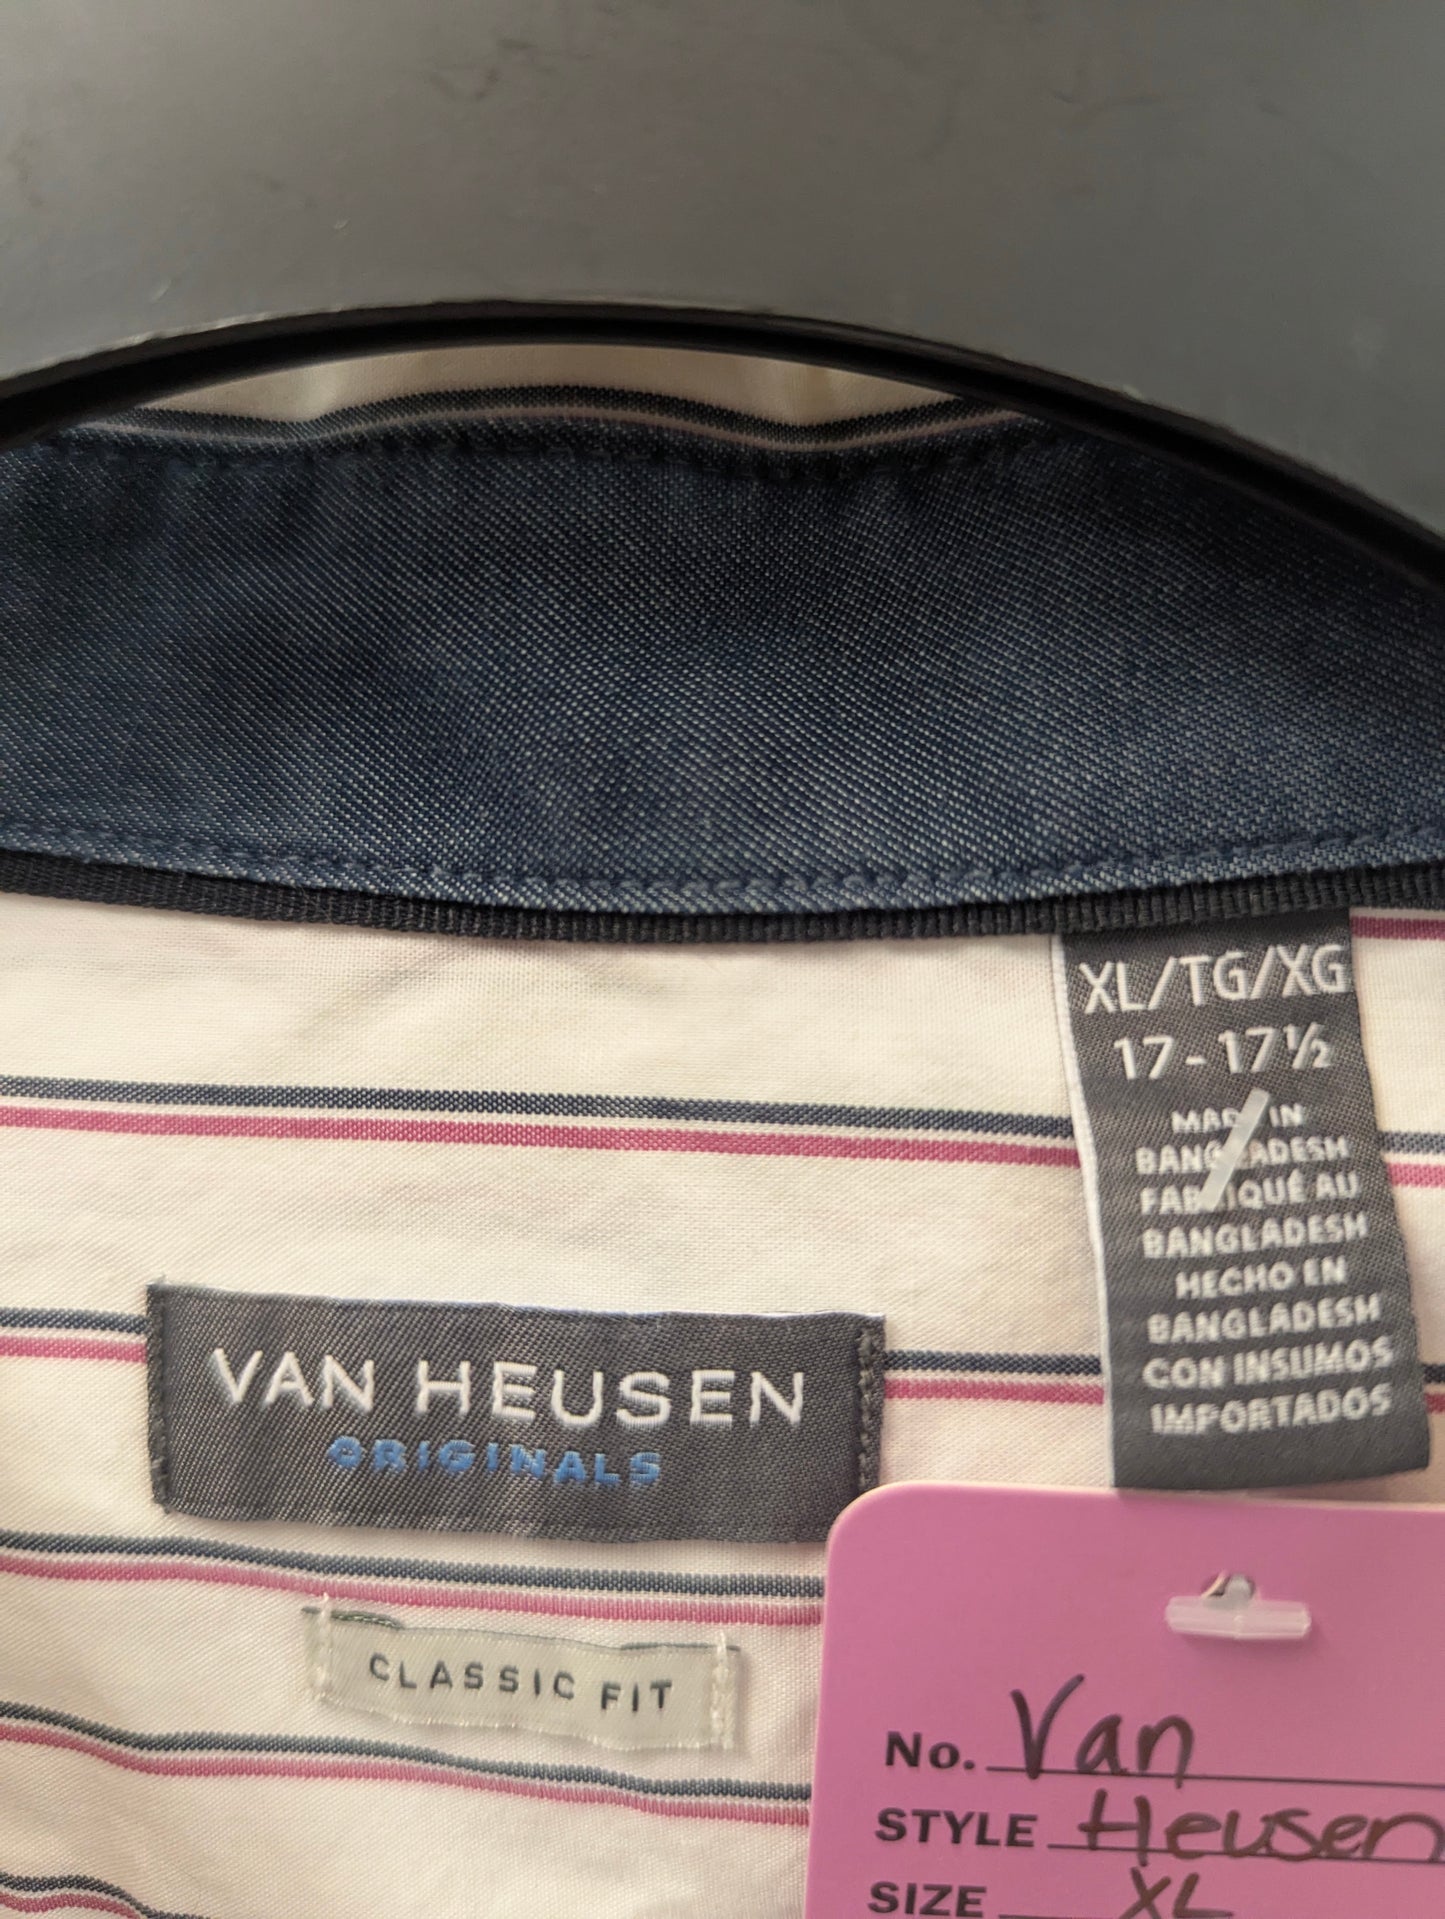 XL/TG/XG
17 - 17½
MADE IN
BANGLADESH
FABRIQUÉ AU
BANGLADESH
HECHO EN
BANGLADESH
CON INSUMOS
IMPORTADOS
VAN HEUSEN
ORIGINALS
CLASSIC FIT
No. Van
STYLE Heusen
SIZE XL